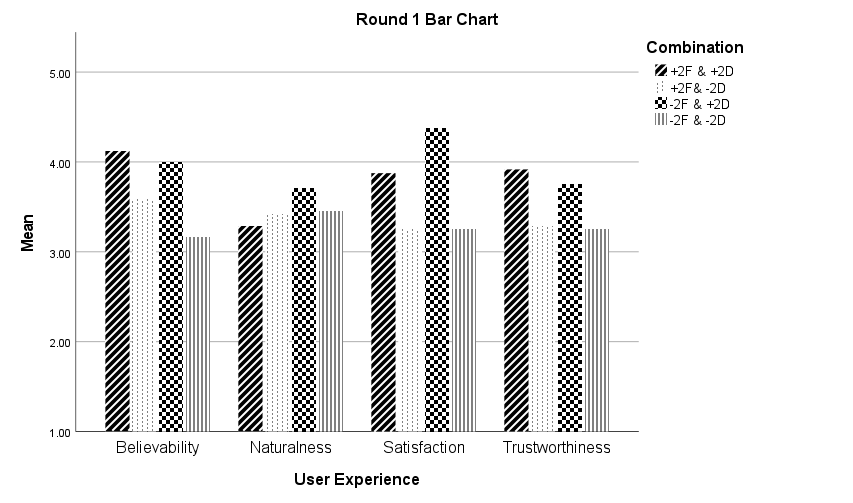 Round 1 Bar Chart
Combination
+2F & +2D
+2F& -2D
-2F & +2D
-2F & -2D
5.00
4.00
3.00
2.00
1.00
Mean
Believability
Naturalness
Satisfaction
Trustworthiness
User Experience